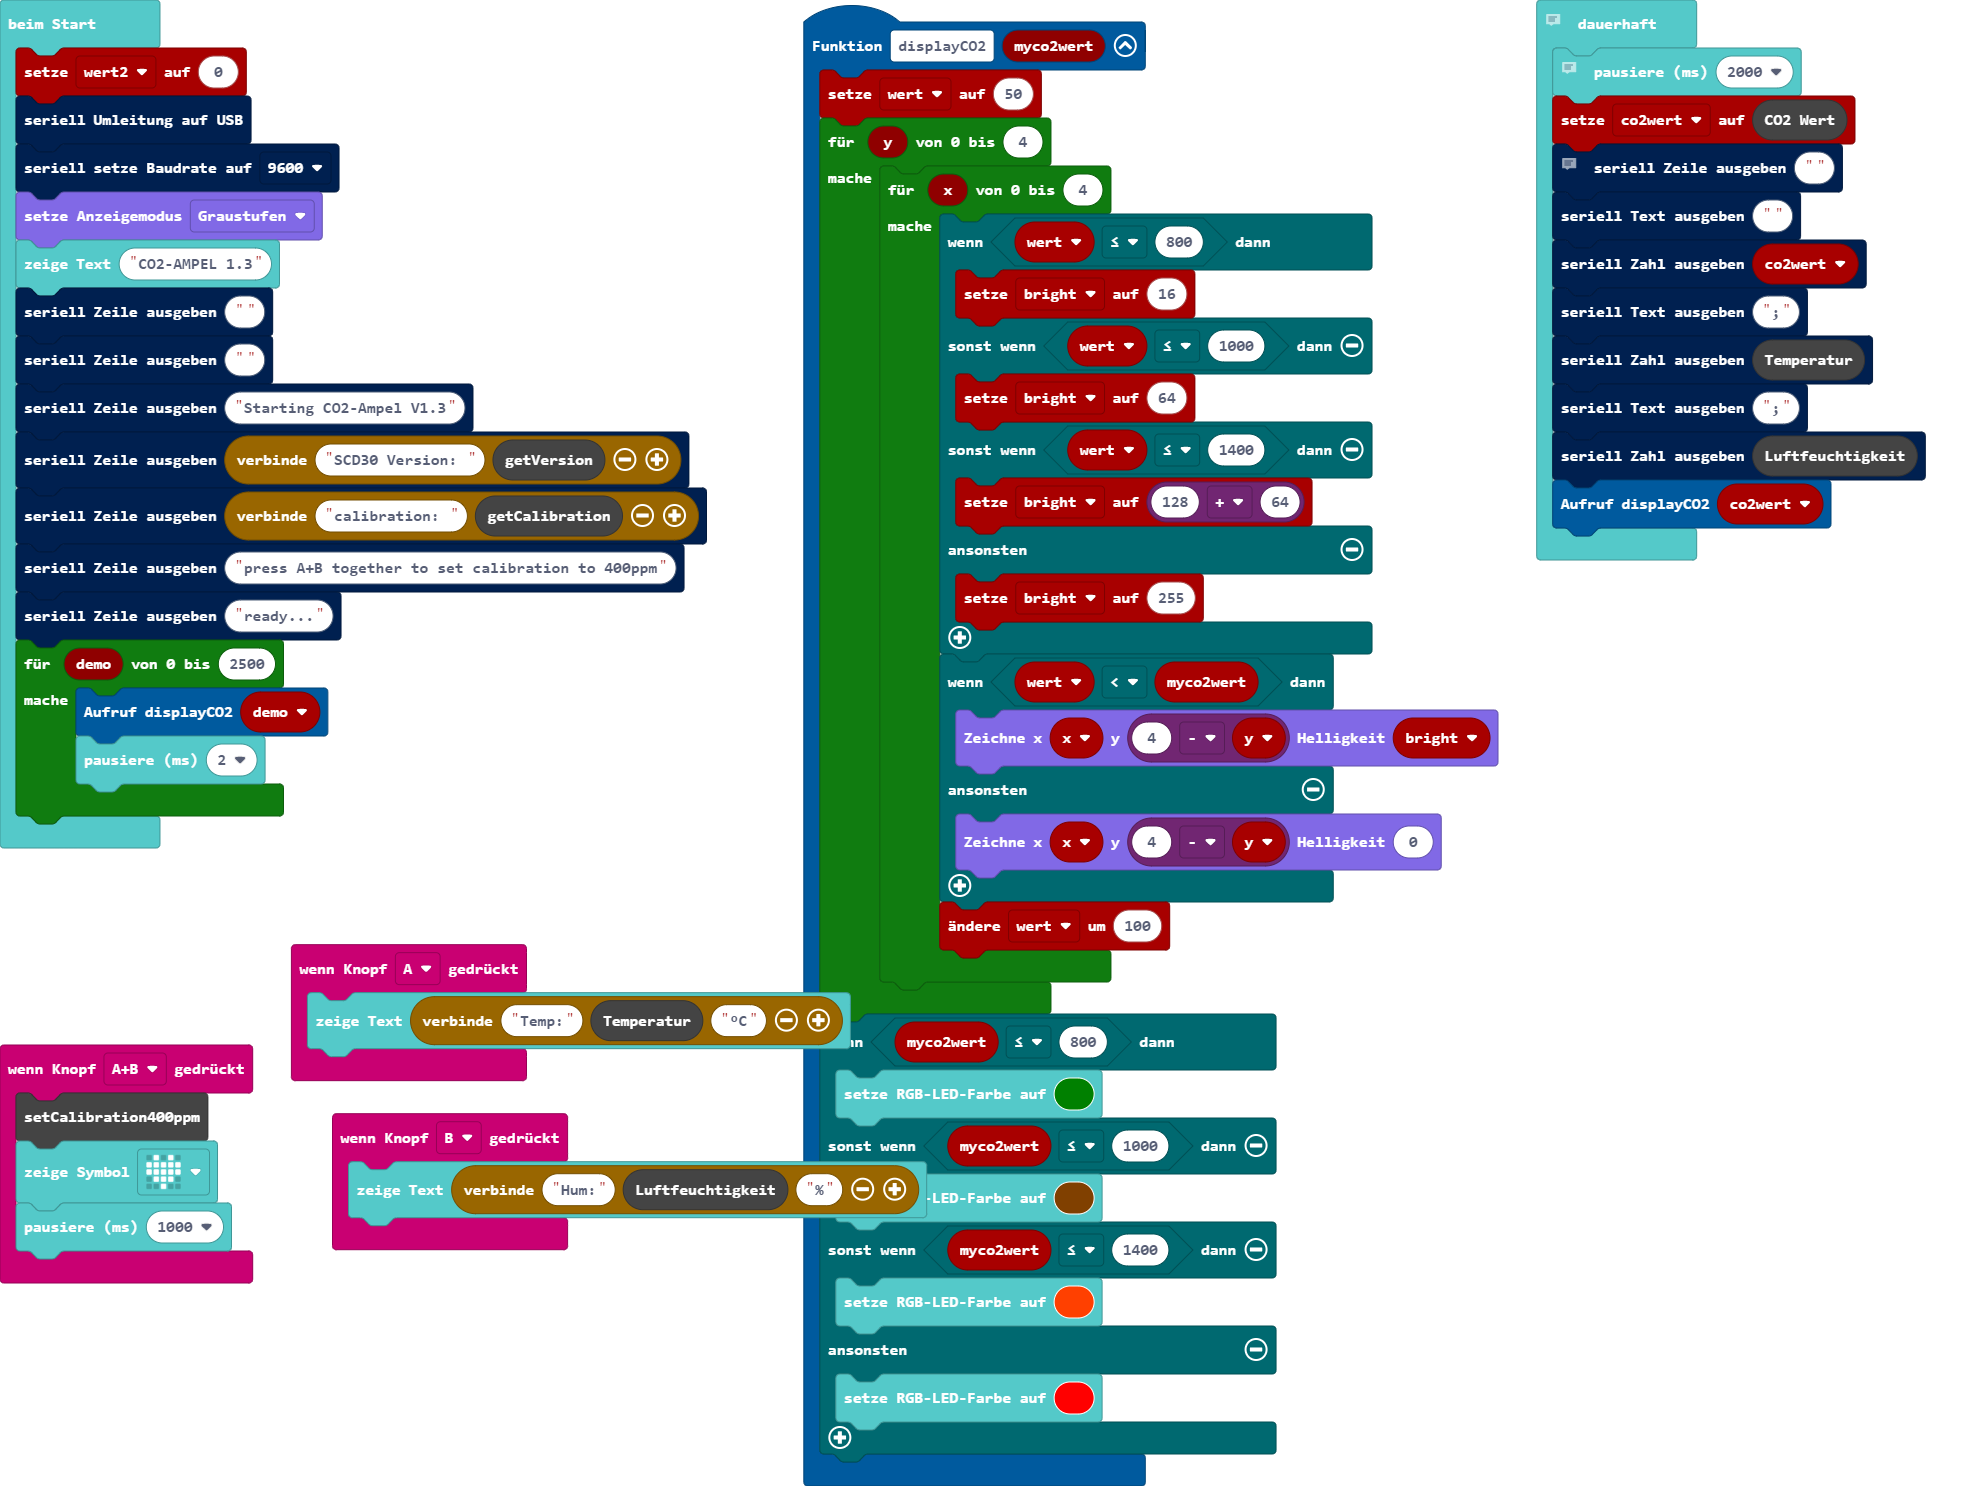 beim Start
setze wert2 auf 0
seriell Umleitung auf USB
seriell setze Baudrate auf 9600
setze Anzeigemodus Graustufen
zeige Text "CO2-AMPEL 1.3"
seriell Zeile ausgeben " "
seriell Zeile ausgeben " "
seriell Zeile ausgeben "Starting CO2-Ampel V1.3"
seriell Zeile ausgeben verbinde "SCD30 Version: " getVersion
seriell Zeile ausgeben verbinde "calibration: " getCalibration
seriell Zeile ausgeben "press A+B together to set calibration to 400ppm"
seriell Zeile ausgeben "ready..."
für demo von 0 bis 2500
mache Aufruf displayCO2 demo
pausiere (ms) 2
wenn Knopf A gedrückt
zeige Text verbinde "Temp:" Temperatur "ºC"
wenn Knopf A+B gedrückt
setCalibration400ppm
zeige Symbol
pausiere (ms) 1000
wenn Knopf B gedrückt
zeige Text verbinde "Hum:" Luftfeuchtigkeit "%"
Funktion displayCO2 myco2wert
setze wert auf 50
für y von 0 bis 4
mache für x von 0 bis 4
mache wenn wert ≤ 800 dann
setze bright auf 16
sonst wenn wert ≤ 1000 dann
setze bright auf 64
sonst wenn wert ≤ 1400 dann
setze bright auf 128 + 64
ansonsten
setze bright auf 255
wenn wert < myco2wert dann
Zeichne x x y 4 - y Helligkeit bright
ansonsten
Zeichne x x y 4 - y Helligkeit 0
ändere wert um 100
myco2wert ≤ 800 dann
setze RGB-LED-Farbe auf
sonst wenn myco2wert ≤ 1000 dann
-LED-Farbe auf
sonst wenn myco2wert ≤ 1400 dann
setze RGB-LED-Farbe auf
ansonsten
setze RGB-LED-Farbe auf
dauerhaft
pausiere (ms) 2000
setze co2wert auf CO2 Wert
seriell Zeile ausgeben " "
seriell Text ausgeben " "
seriell Zahl ausgeben co2wert
seriell Text ausgeben ";"
seriell Zahl ausgeben Temperatur
seriell Text ausgeben ";"
seriell Zahl ausgeben Luftfeuchtigkeit
Aufruf displayCO2 co2wert